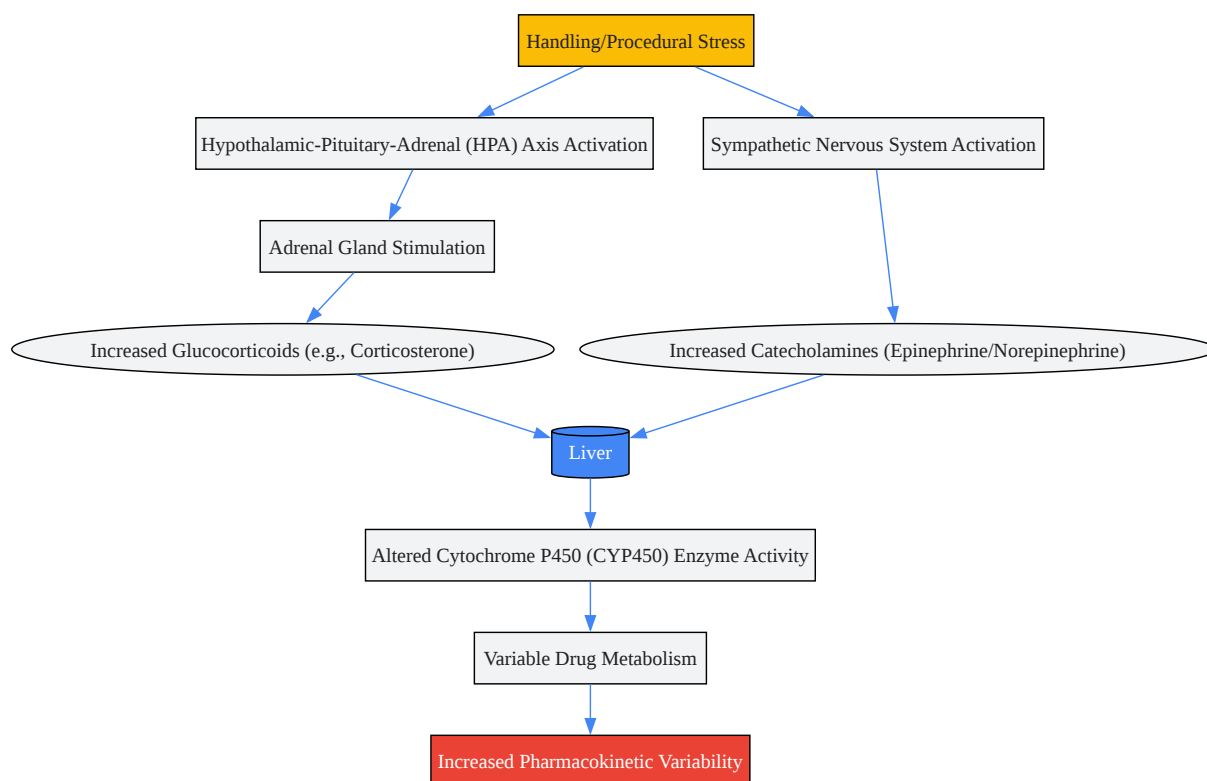 Handling/Procedural Stress
Hypothalamic-Pituitary-Adrenal (HPA) Axis Activation
Sympathetic Nervous System Activation
Adrenal Gland Stimulation
Increased Glucocorticoids (e.g., Corticosterone)
Increased Catecholamines (Epinephrine/Norepinephrine)
Liver
Altered Cytochrome P450 (CYP450) Enzyme Activity
Variable Drug Metabolism
Increased Pharmacokinetic Variability